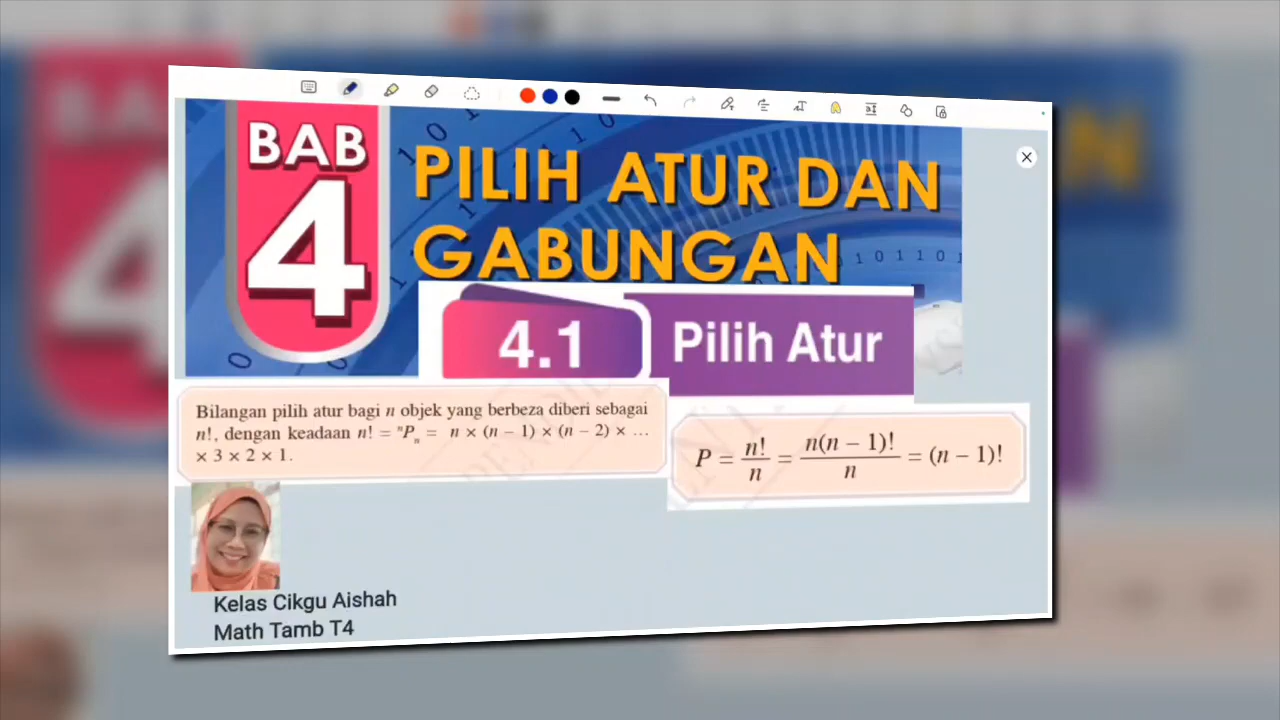 BAB
4
PILIH ATUR DAN
GABUNGAN
4.1
Pilih Atur
Bilangan pilih atur bagi n objek yang berbeza diberi sebagai
n!, dengan keadaan n! = ⁿPₙ = n × (n – 1) × (n – 2) × …
× 3 × 2 × 1.
P = n!/n = n(n – 1)!/n = (n – 1)!
Kelas Cikgu Aishah
Math Tamb T4